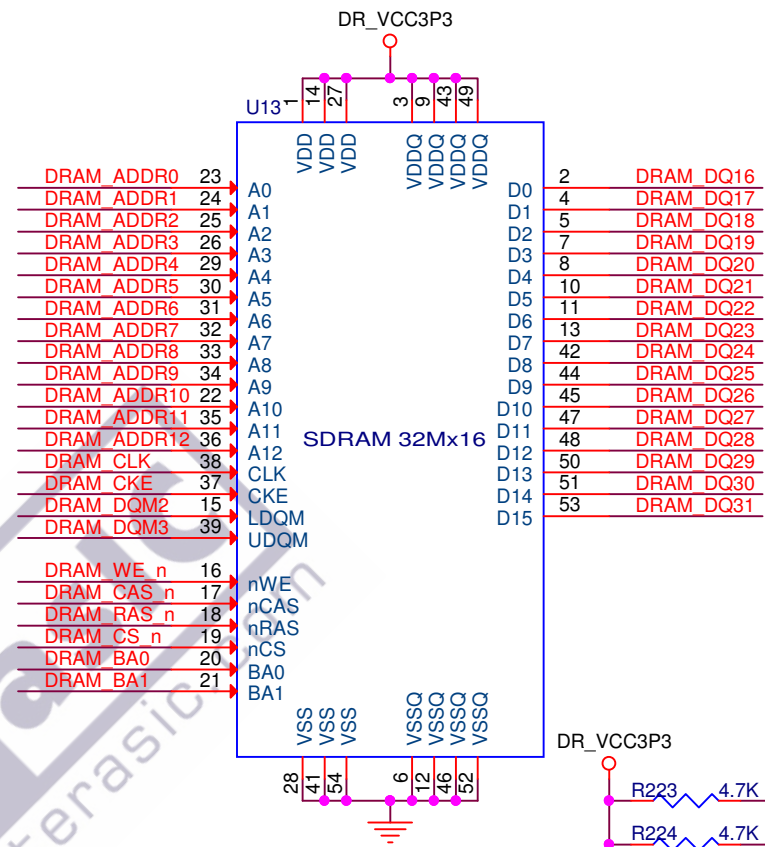 DR_VCC3P3
U13
1 14 27 3 9 43 49
VDD VDD VDD VDDQ VDDQ VDDQ VDDQ
DRAM_ADDR0 23 A0 D0 2 DRAM_DQ16
DRAM_ADDR1 24 A1 D1 4 DRAM_DQ17
DRAM_ADDR2 25 A2 D2 5 DRAM_DQ18
DRAM_ADDR3 26 A3 D3 7 DRAM_DQ19
DRAM_ADDR4 29 A4 D4 8 DRAM_DQ20
DRAM_ADDR5 30 A5 D5 10 DRAM_DQ21
DRAM_ADDR6 31 A6 D6 11 DRAM_DQ22
DRAM_ADDR7 32 A7 D7 13 DRAM_DQ23
DRAM_ADDR8 33 A8 D8 42 DRAM_DQ24
DRAM_ADDR9 34 A9 D9 44 DRAM_DQ25
DRAM_ADDR10 22 A10 D10 45 DRAM_DQ26
DRAM_ADDR11 35 A11 D11 47 DRAM_DQ27
DRAM_ADDR12 36 A12 SDRAM 32Mx16 D12 48 DRAM_DQ28
DRAM_CLK 38 CLK D13 50 DRAM_DQ29
DRAM_CKE 37 CKE D14 51 DRAM_DQ30
DRAM_DQM2 15 LDQM D15 53 DRAM_DQ31
DRAM_DQM3 39 UDQM
DRAM_WE_n 16 nWE
DRAM_CAS_n 17 nCAS
DRAM_RAS_n 18 nRAS
DRAM_CS_n 19 nCS
DRAM_BA0 20 BA0
DRAM_BA1 21 BA1
VSS VSS VSS VSSQ VSSQ VSSQ VSSQ
28 41 54 6 12 46 52
DR_VCC3P3
R223 4.7K
R224 4.7K
terasic.com